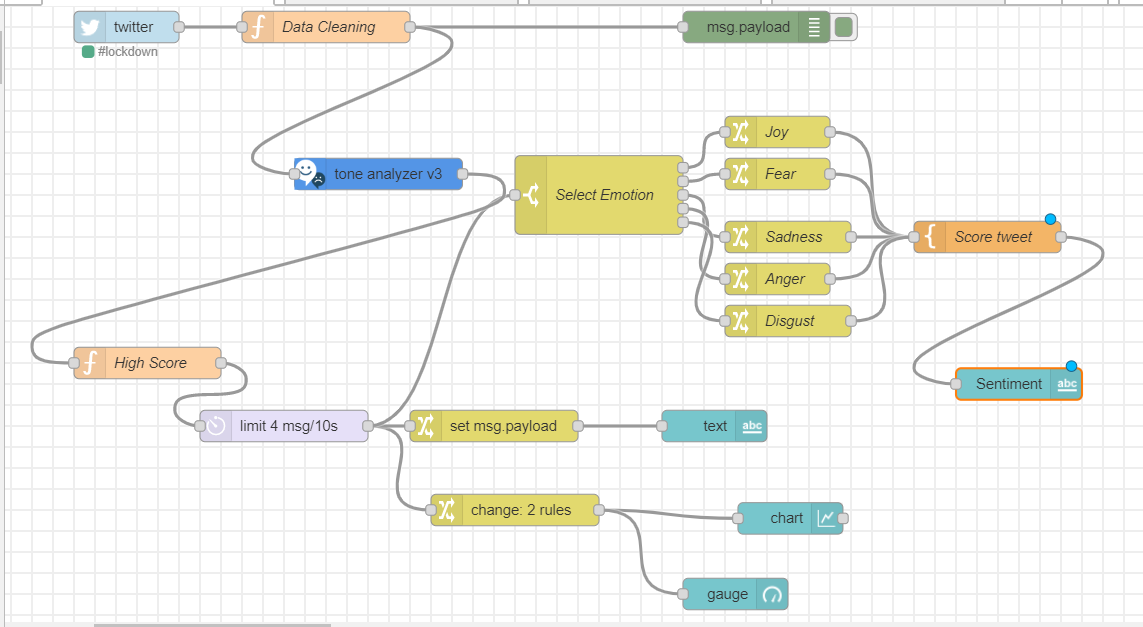 twitter
Data Cleaning
msg.payload
#lockdown
Joy
tone analyzer v3
Fear
Select Emotion
Sadness
Score tweet
Anger
Disgust
High Score
Sentiment
abc
limit 4 msg/10s
set msg.payload
text
abc
change: 2 rules
chart
gauge